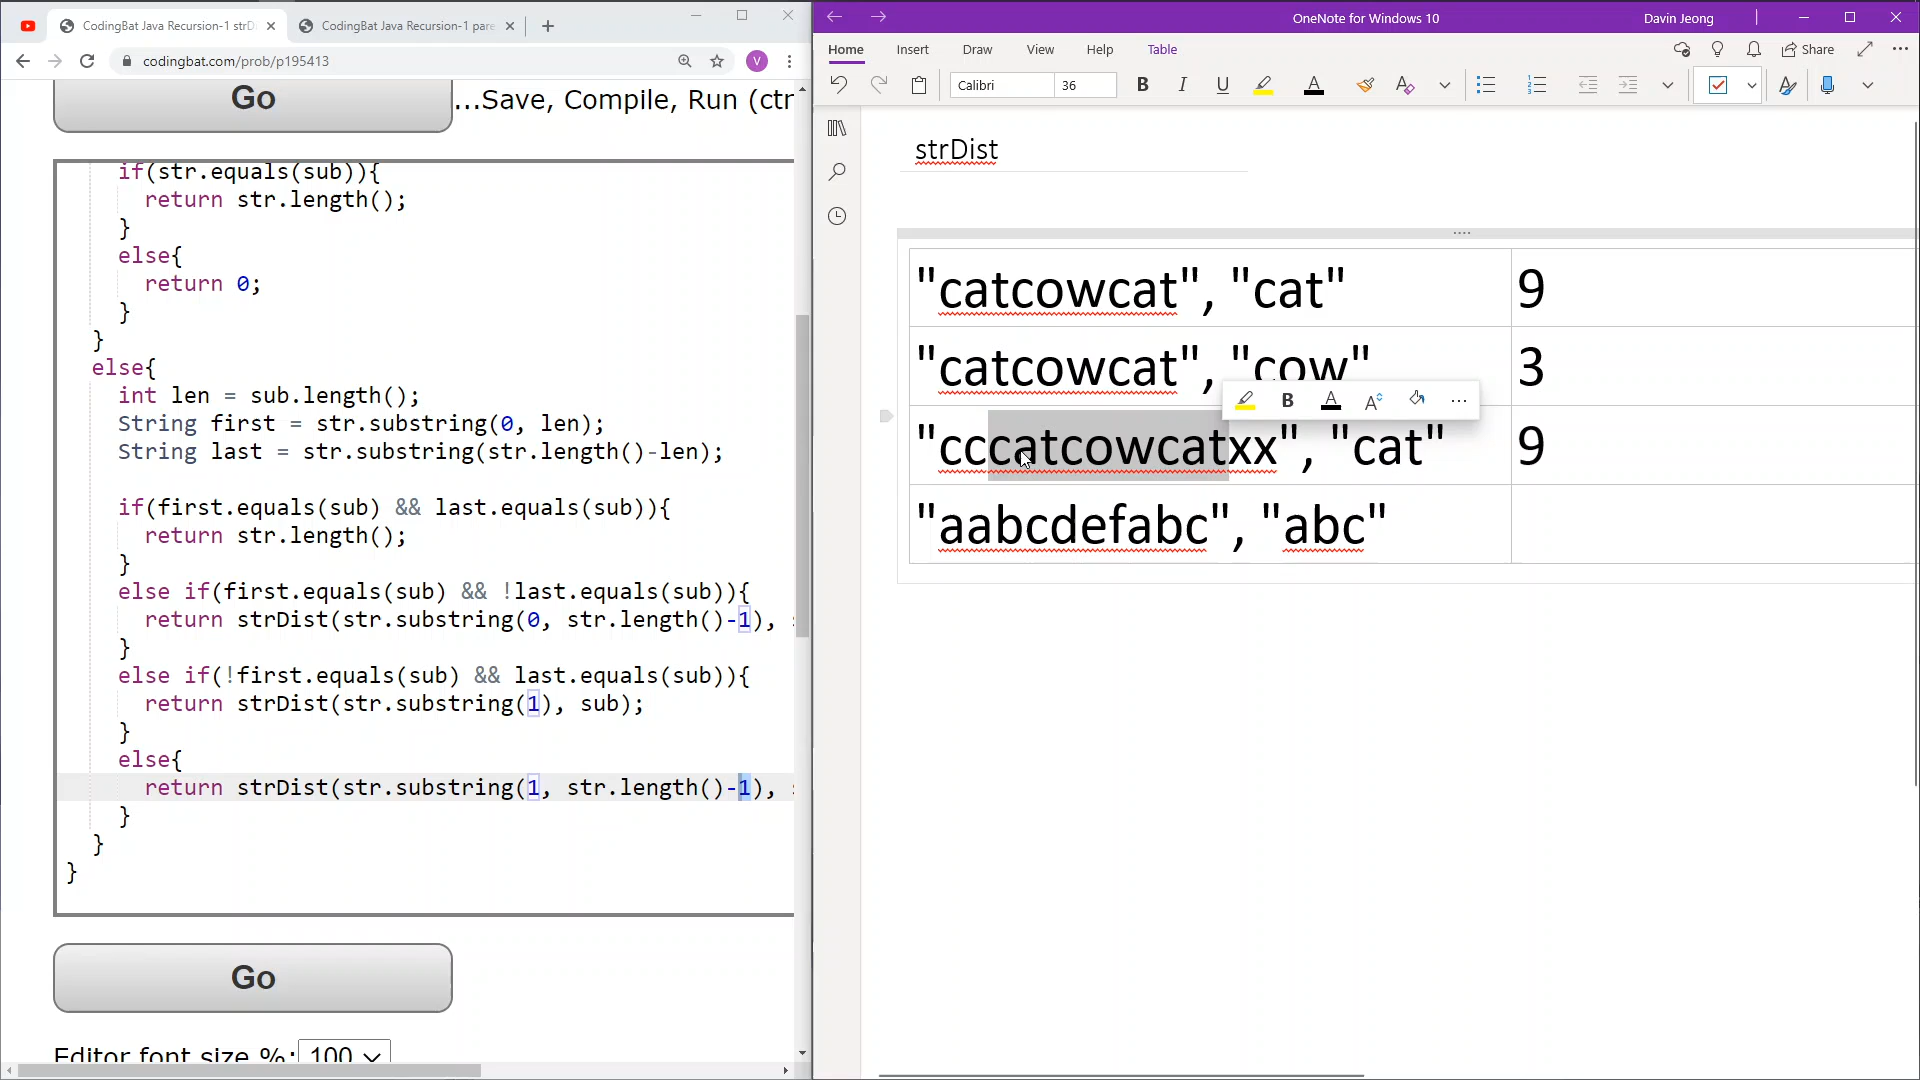 CodingBat Java Recursion-1 strD
CodingBat Java Recursion-1 pare
codingbat.com/prob/p195413
V
Go
...Save, Compile, Run (ctr
if(str.equals(sub)){
return str.length();
}
else{
return 0;
}
}
else{
int len = sub.length();
String first = str.substring(0, len);
String last = str.substring(str.length()-len);
if(first.equals(sub) && last.equals(sub)){
return str.length();
}
else if(first.equals(sub) && !last.equals(sub)){
return strDist(str.substring(0, str.length()-1),
}
else if(!first.equals(sub) && last.equals(sub)){
return strDist(str.substring(1), sub);
}
else{
return strDist(str.substring(1, str.length()-1),
}
}
}
Go
Editor font size %: 100
OneNote for Windows 10
Davin Jeong
Home Insert Draw View Help Table
Share
Calibri 36 B I U A A
strDist
"catcowcat", "cat" 9
"catcowcat", "cow" 3
B A A
"cccatcowcatxx", "cat" 9
"aabcdefabc", "abc"